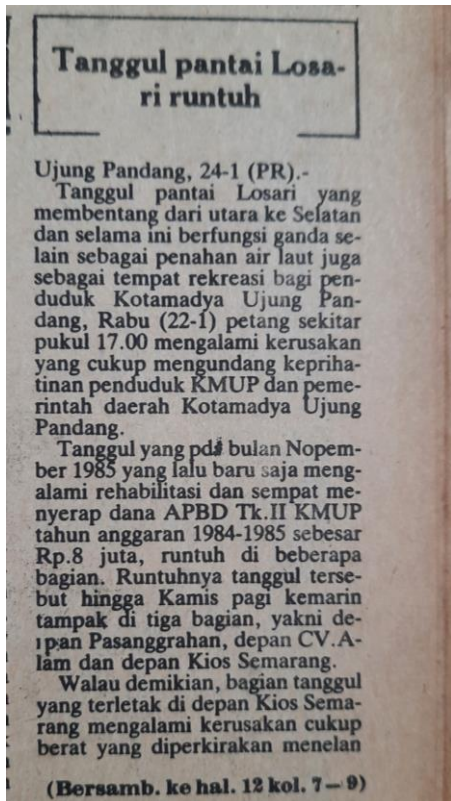 Tanggul pantai Losa-
ri runtuh
Ujung Pandang, 24-1 (PR).-
Tanggul pantai Losari yang
membentang dari utara ke Selatan
dan selama ini berfungsi ganda se-
lain sebagai penahan air laut juga
sebagai tempat rekreasi bagi pen-
duduk Kotamadya Ujung Pan-
dang, Rabu (22-1) petang sekitar
pukul 17.00 mengalami kerusakan
yang cukup mengundang kepriha-
tinan penduduk KMUP dan peme-
rintah daerah Kotamadya Ujung
Pandang.
Tanggul yang pda bulan Nopem-
ber 1985 yang lalu baru saja meng-
alami rehabilitasi dan sempat me-
nyerap dana APBD Tk.II KMUP
tahun anggaran 1984-1985 sebesar
Rp.8 juta, runtuh di beberapa
bagian. Runtuhnya tanggul terse-
but hingga Kamis pagi kemarin
tampak di tiga bagian, yakni de-
pan Pasanggrahan, depan CV.A-
lam dan depan Kios Semarang.
Walau demikian, bagian tanggul
yang terletak di depan Kios Sema-
rang mengalami kerusakan cukup
berat yang diperkirakan menelan
(Bersamb. ke hal. 12 kol. 7-9)